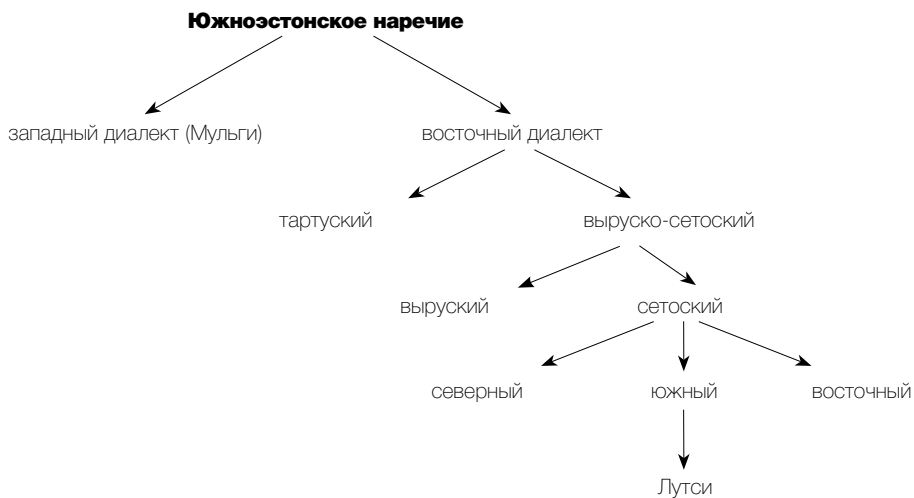 Южноэстонское наречие
западный диалект (Мульги) восточный диалект
тартуский выруско-сетоский
выруский сетоский
северный южный восточный
Лутси